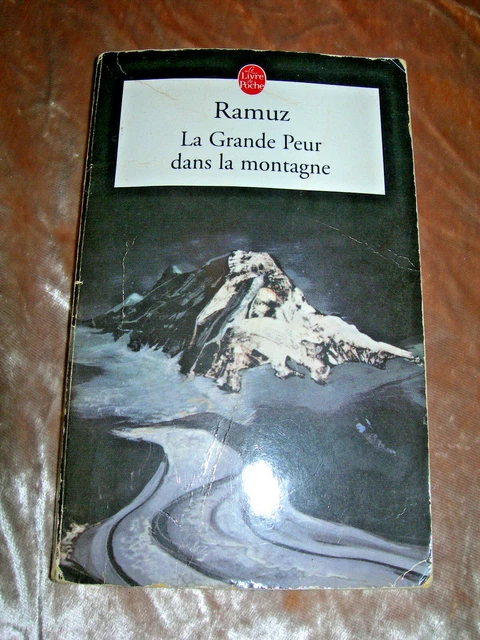 Le
Livre
de
Poche
Ramuz
La Grande Peur
dans la montagne